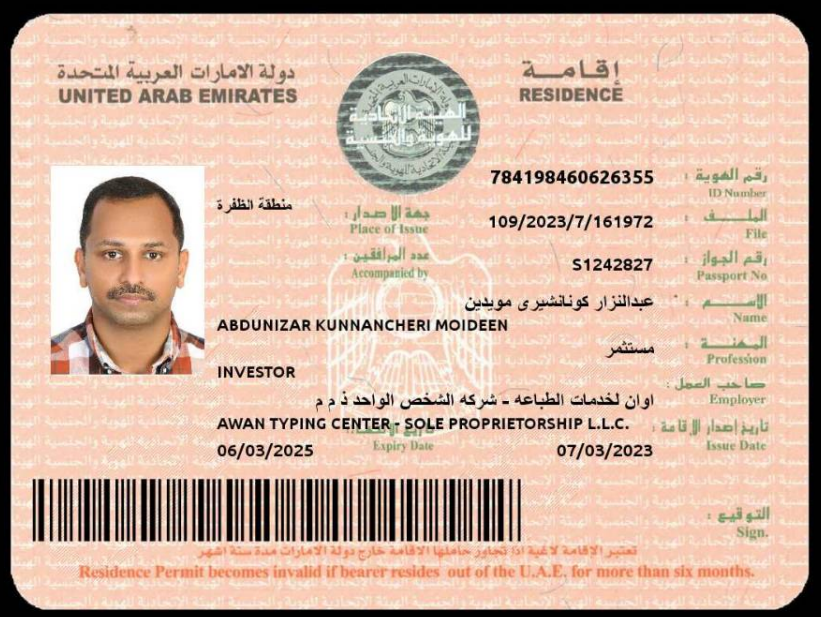 دولة الامارات العربية المتحدة
UNITED ARAB EMIRATES
إقامة
RESIDENCE
الهيئة الاتحادية
للهوية والجنسية
784198460626355
رقم الهوية :
ID Number
منطقة الظفرة
جهة الاصدار :
Place of Issue
109/2023/7/161972
الملف :
File
عدد المرافقين :
Accompanied by
S1242827
رقم الجواز :
Passport No
عبدالنزار كونانشيرى مويدين
الاسم :
Name
ABDUNIZAR KUNNANCHERI MOIDEEN
مستثمر
المهنة :
Profession
INVESTOR
صاحب العمل :
Employer
اوان لخدمات الطباعه - شركه الشخص الواحد ذ م م
AWAN TYPING CENTER - SOLE PROPRIETORSHIP L.L.C.
تاريخ إصدار الإقامة :
Issue Date
06/03/2025
Expiry Date
07/03/2023
التوقيع :
Sign.
تعتبر الإقامة لاغية اذا تجاوز حاملها الاقامة خارج دولة الامارات مدة ستة اشهر
Residence Permit becomes invalid if bearer resides out of the U.A.E. for more than six months.